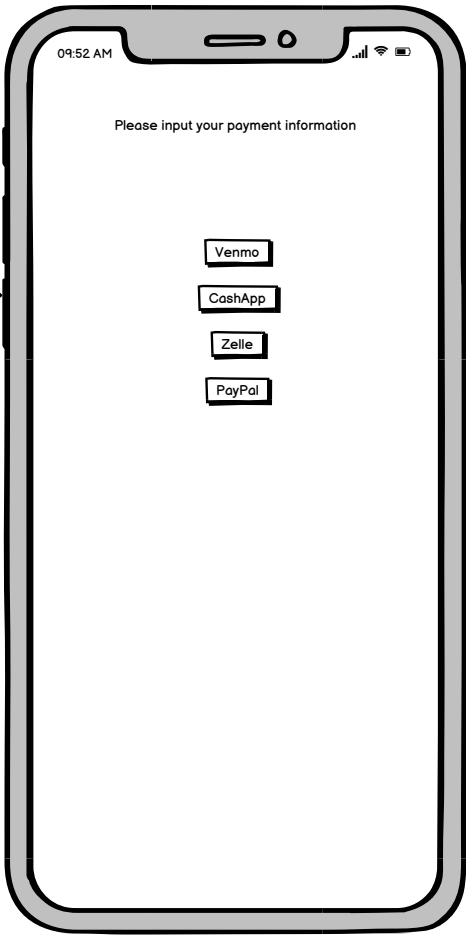 09:52 AM
Please input your payment information
Venmo
CashApp
Zelle
PayPal